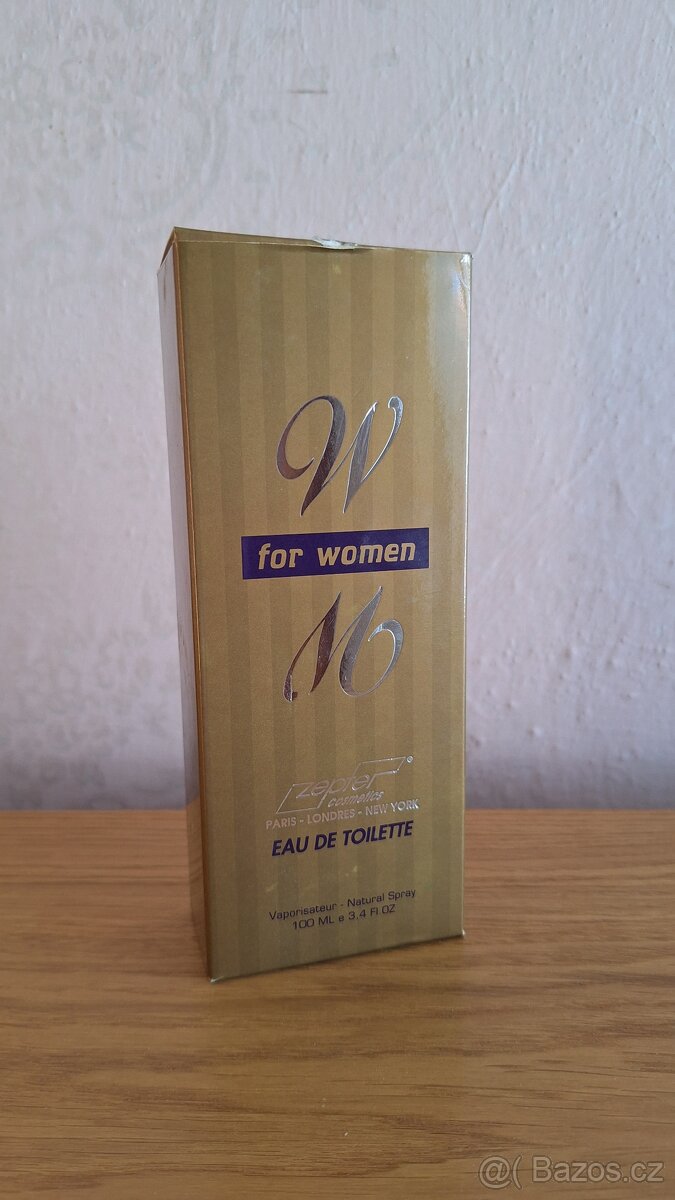 W
for women
M
zepter®
cosmetics
PARIS - LONDRES - NEW YORK
EAU DE TOILETTE
Vaporisateur - Natural Spray
100 ML e 3.4 Fl OZ
@( Bazos.cz